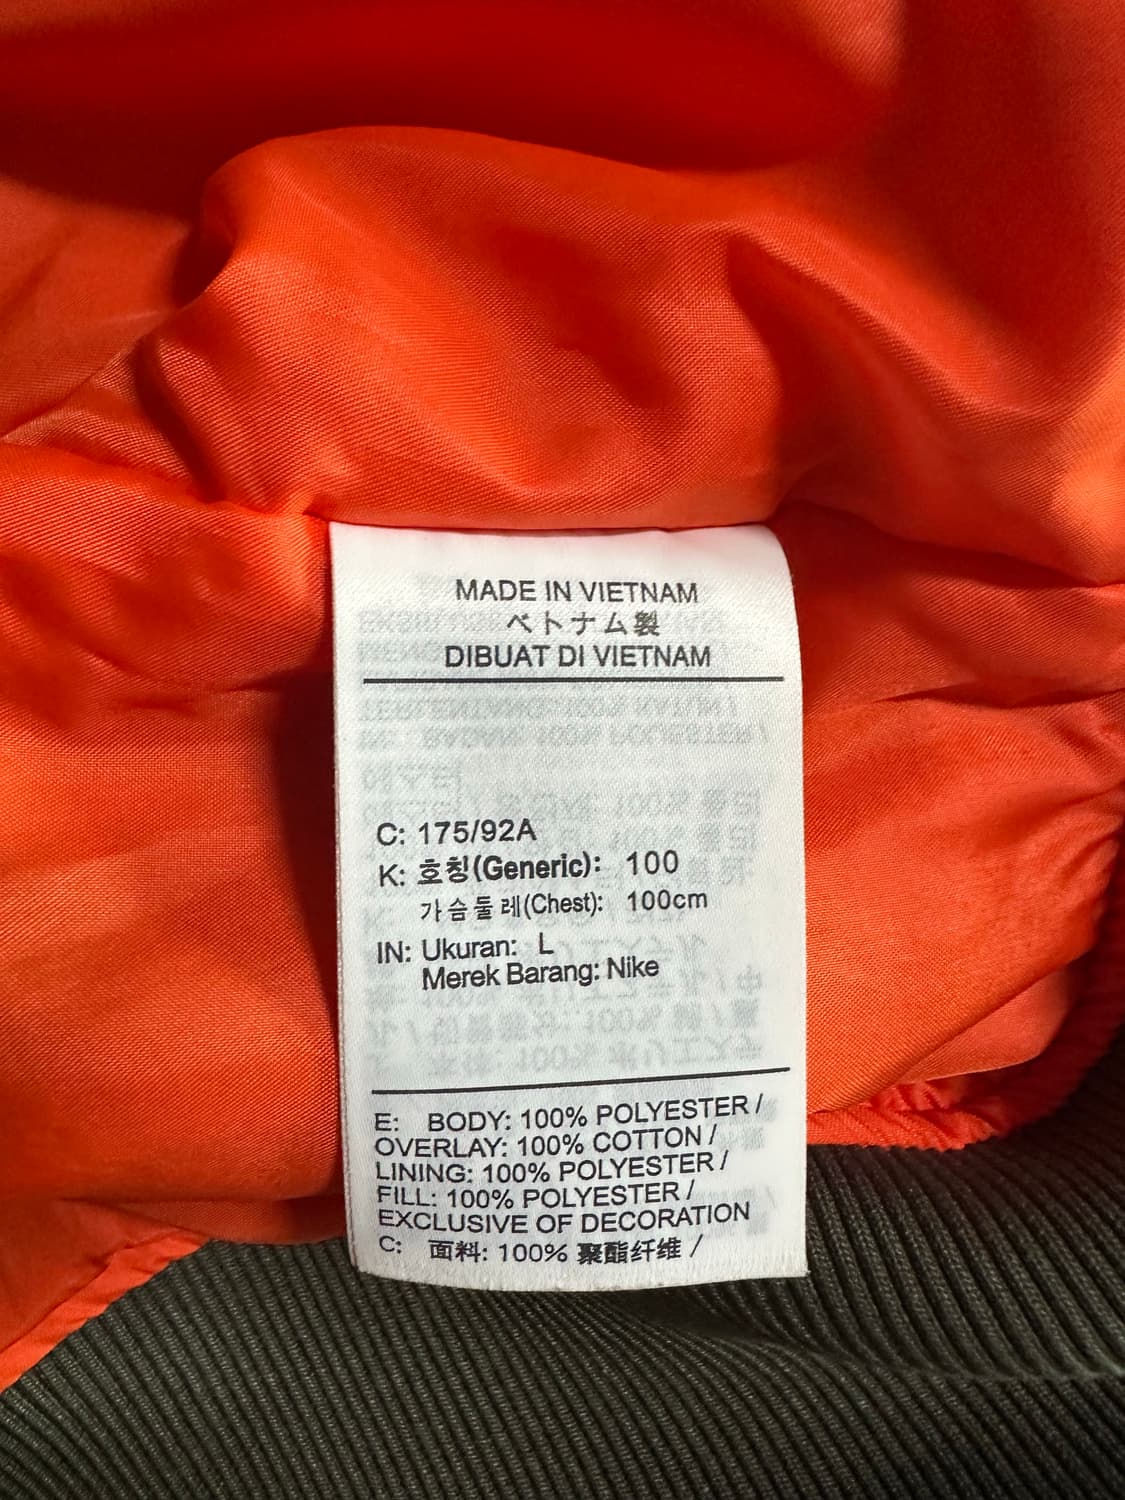 MADE IN VIETNAM
ベトナム製
DIBUAT DI VIETNAM
C: 175/92A
K: 호칭(Generic): 100
가슴둘레(Chest): 100cm
IN: Ukuran: L
Merek Barang: Nike
E: BODY: 100% POLYESTER /
OVERLAY: 100% COTTON /
LINING: 100% POLYESTER /
FILL: 100% POLYESTER /
EXCLUSIVE OF DECORATION
C: 面料: 100% 聚酯纤维 /